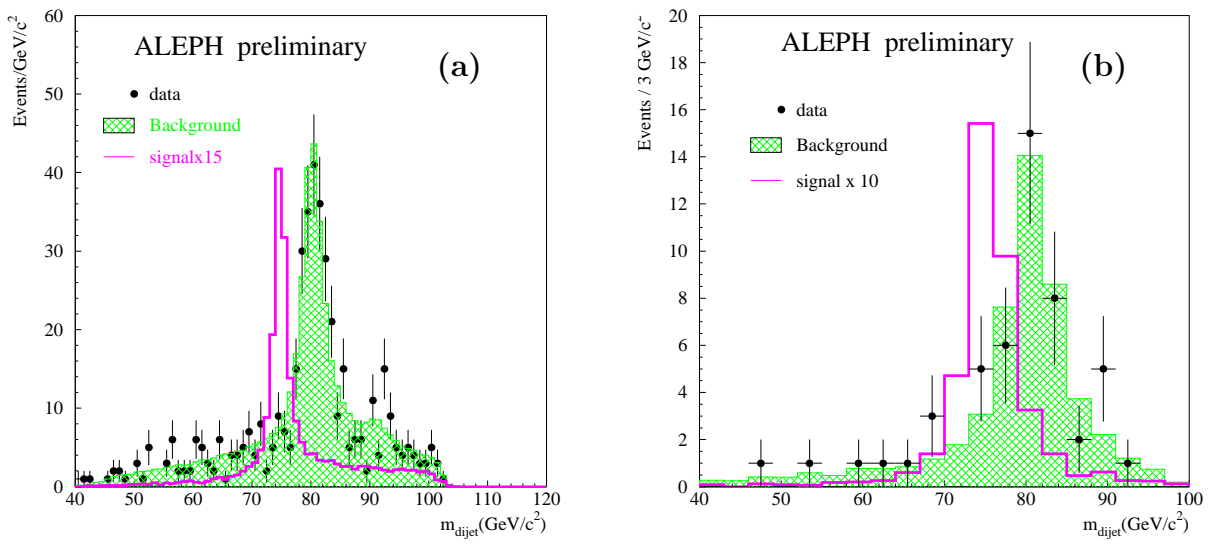 ALEPH preliminary
(a)
Events/GeV/c²
data
Background
signalx15
60
50
40
30
20
10
0
40 50 60 70 80 90 100 110 120
m_dijet(GeV/c²)
ALEPH preliminary
(b)
Events / 3 GeV/c²
data
Background
signal x 10
20
18
16
14
12
10
8
6
4
2
0
40 50 60 70 80 90 100
m_dijet(GeV/c²)